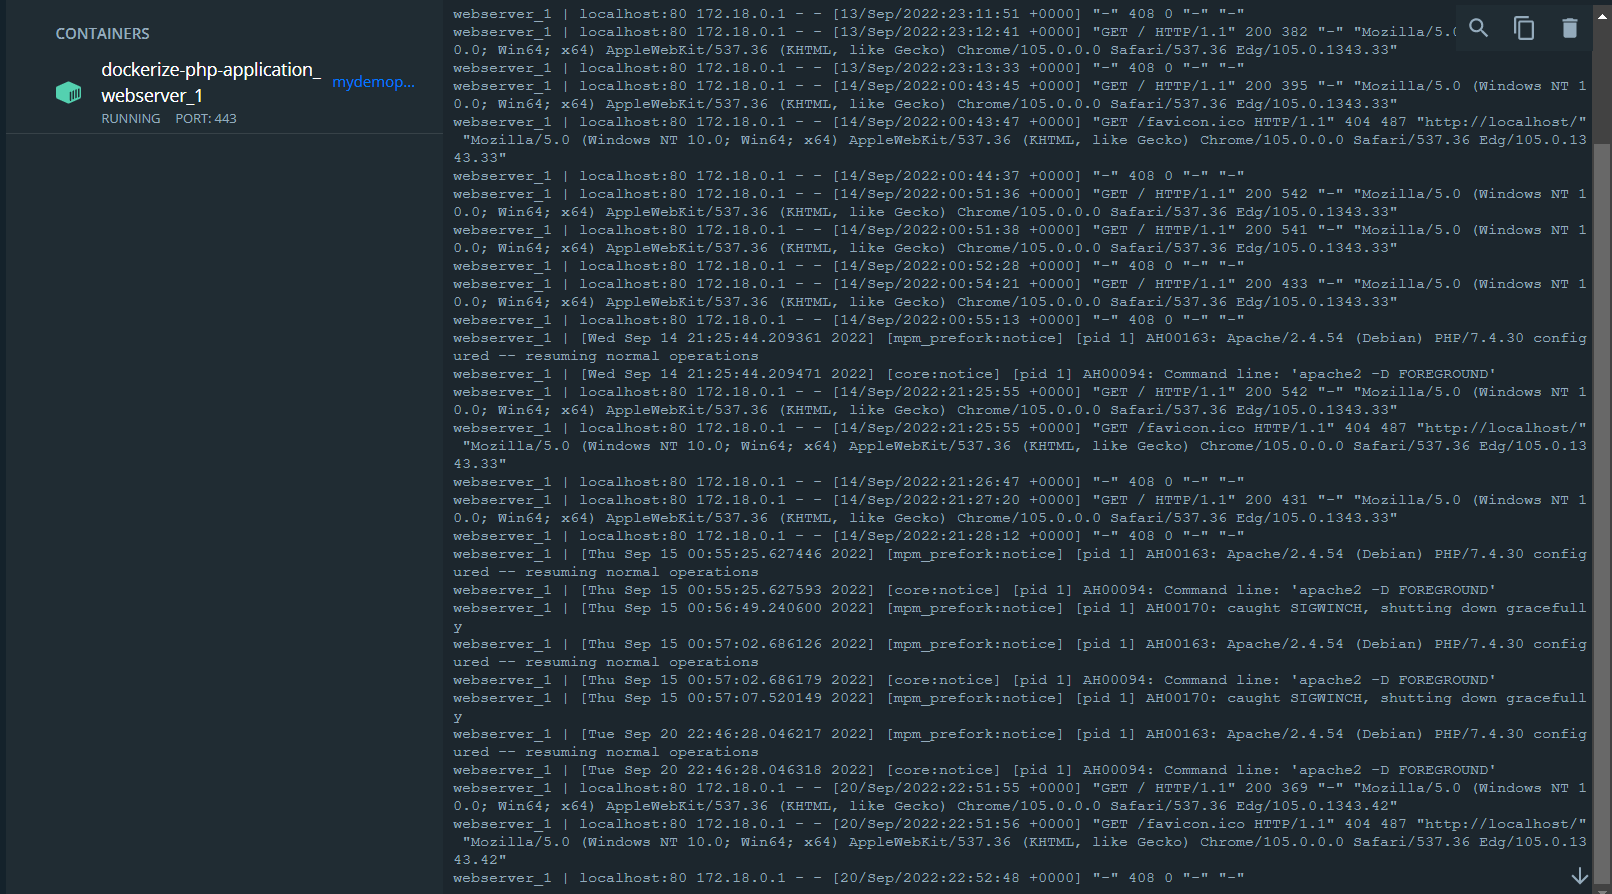 CONTAINERS
dockerize-php-application_
webserver_1
mydemop...
RUNNING PORT: 443
webserver_1 | localhost:80 172.18.0.1 - - [13/Sep/2022:23:11:51 +0000] "-" 408 0 "-" "-"
webserver_1 | localhost:80 172.18.0.1 - - [13/Sep/2022:23:12:41 +0000] "GET / HTTP/1.1" 200 382 "-" "Mozilla/5.0
0.0; Win64; x64) AppleWebKit/537.36 (KHTML, like Gecko) Chrome/105.0.0.0 Safari/537.36 Edg/105.0.1343.33"
webserver_1 | localhost:80 172.18.0.1 - - [13/Sep/2022:23:13:33 +0000] "-" 408 0 "-" "-"
webserver_1 | localhost:80 172.18.0.1 - - [14/Sep/2022:00:43:45 +0000] "GET / HTTP/1.1" 200 395 "-" "Mozilla/5.0 (Windows NT 1
0.0; Win64; x64) AppleWebKit/537.36 (KHTML, like Gecko) Chrome/105.0.0.0 Safari/537.36 Edg/105.0.1343.33"
webserver_1 | localhost:80 172.18.0.1 - - [14/Sep/2022:00:43:47 +0000] "GET /favicon.ico HTTP/1.1" 404 487 "http://localhost/"
"Mozilla/5.0 (Windows NT 10.0; Win64; x64) AppleWebKit/537.36 (KHTML, like Gecko) Chrome/105.0.0.0 Safari/537.36 Edg/105.0.13
43.33"
webserver_1 | localhost:80 172.18.0.1 - - [14/Sep/2022:00:44:37 +0000] "-" 408 0 "-" "-"
webserver_1 | localhost:80 172.18.0.1 - - [14/Sep/2022:00:51:36 +0000] "GET / HTTP/1.1" 200 542 "-" "Mozilla/5.0 (Windows NT 1
0.0; Win64; x64) AppleWebKit/537.36 (KHTML, like Gecko) Chrome/105.0.0.0 Safari/537.36 Edg/105.0.1343.33"
webserver_1 | localhost:80 172.18.0.1 - - [14/Sep/2022:00:51:38 +0000] "GET / HTTP/1.1" 200 541 "-" "Mozilla/5.0 (Windows NT 1
0.0; Win64; x64) AppleWebKit/537.36 (KHTML, like Gecko) Chrome/105.0.0.0 Safari/537.36 Edg/105.0.1343.33"
webserver_1 | localhost:80 172.18.0.1 - - [14/Sep/2022:00:52:28 +0000] "-" 408 0 "-" "-"
webserver_1 | localhost:80 172.18.0.1 - - [14/Sep/2022:00:54:21 +0000] "GET / HTTP/1.1" 200 433 "-" "Mozilla/5.0 (Windows NT 1
0.0; Win64; x64) AppleWebKit/537.36 (KHTML, like Gecko) Chrome/105.0.0.0 Safari/537.36 Edg/105.0.1343.33"
webserver_1 | localhost:80 172.18.0.1 - - [14/Sep/2022:00:55:13 +0000] "-" 408 0 "-" "-"
webserver_1 | [Wed Sep 14 21:25:44.209361 2022] [mpm_prefork:notice] [pid 1] AH00163: Apache/2.4.54 (Debian) PHP/7.4.30 config
ured -- resuming normal operations
webserver_1 | [Wed Sep 14 21:25:44.209471 2022] [core:notice] [pid 1] AH00094: Command line: 'apache2 -D FOREGROUND'
webserver_1 | localhost:80 172.18.0.1 - - [14/Sep/2022:21:25:55 +0000] "GET / HTTP/1.1" 200 542 "-" "Mozilla/5.0 (Windows NT 1
0.0; Win64; x64) AppleWebKit/537.36 (KHTML, like Gecko) Chrome/105.0.0.0 Safari/537.36 Edg/105.0.1343.33"
webserver_1 | localhost:80 172.18.0.1 - - [14/Sep/2022:21:25:55 +0000] "GET /favicon.ico HTTP/1.1" 404 487 "http://localhost/"
"Mozilla/5.0 (Windows NT 10.0; Win64; x64) AppleWebKit/537.36 (KHTML, like Gecko) Chrome/105.0.0.0 Safari/537.36 Edg/105.0.13
43.33"
webserver_1 | localhost:80 172.18.0.1 - - [14/Sep/2022:21:26:47 +0000] "-" 408 0 "-" "-"
webserver_1 | localhost:80 172.18.0.1 - - [14/Sep/2022:21:27:20 +0000] "GET / HTTP/1.1" 200 431 "-" "Mozilla/5.0 (Windows NT 1
0.0; Win64; x64) AppleWebKit/537.36 (KHTML, like Gecko) Chrome/105.0.0.0 Safari/537.36 Edg/105.0.1343.33"
webserver_1 | localhost:80 172.18.0.1 - - [14/Sep/2022:21:28:12 +0000] "-" 408 0 "-" "-"
webserver_1 | [Thu Sep 15 00:55:25.627446 2022] [mpm_prefork:notice] [pid 1] AH00163: Apache/2.4.54 (Debian) PHP/7.4.30 config
ured -- resuming normal operations
webserver_1 | [Thu Sep 15 00:55:25.627593 2022] [core:notice] [pid 1] AH00094: Command line: 'apache2 -D FOREGROUND'
webserver_1 | [Thu Sep 15 00:56:49.240600 2022] [mpm_prefork:notice] [pid 1] AH00170: caught SIGWINCH, shutting down gracefull
y
webserver_1 | [Thu Sep 15 00:57:02.686126 2022] [mpm_prefork:notice] [pid 1] AH00163: Apache/2.4.54 (Debian) PHP/7.4.30 config
ured -- resuming normal operations
webserver_1 | [Thu Sep 15 00:57:02.686179 2022] [core:notice] [pid 1] AH00094: Command line: 'apache2 -D FOREGROUND'
webserver_1 | [Thu Sep 15 00:57:07.520149 2022] [mpm_prefork:notice] [pid 1] AH00170: caught SIGWINCH, shutting down gracefull
y
webserver_1 | [Tue Sep 20 22:46:28.046217 2022] [mpm_prefork:notice] [pid 1] AH00163: Apache/2.4.54 (Debian) PHP/7.4.30 config
ured -- resuming normal operations
webserver_1 | [Tue Sep 20 22:46:28.046318 2022] [core:notice] [pid 1] AH00094: Command line: 'apache2 -D FOREGROUND'
webserver_1 | localhost:80 172.18.0.1 - - [20/Sep/2022:22:51:55 +0000] "GET / HTTP/1.1" 200 369 "-" "Mozilla/5.0 (Windows NT 1
0.0; Win64; x64) AppleWebKit/537.36 (KHTML, like Gecko) Chrome/105.0.0.0 Safari/537.36 Edg/105.0.1343.42"
webserver_1 | localhost:80 172.18.0.1 - - [20/Sep/2022:22:51:56 +0000] "GET /favicon.ico HTTP/1.1" 404 487 "http://localhost/"
"Mozilla/5.0 (Windows NT 10.0; Win64; x64) AppleWebKit/537.36 (KHTML, like Gecko) Chrome/105.0.0.0 Safari/537.36 Edg/105.0.13
43.42"
webserver_1 | localhost:80 172.18.0.1 - - [20/Sep/2022:22:52:48 +0000] "-" 408 0 "-" "-"